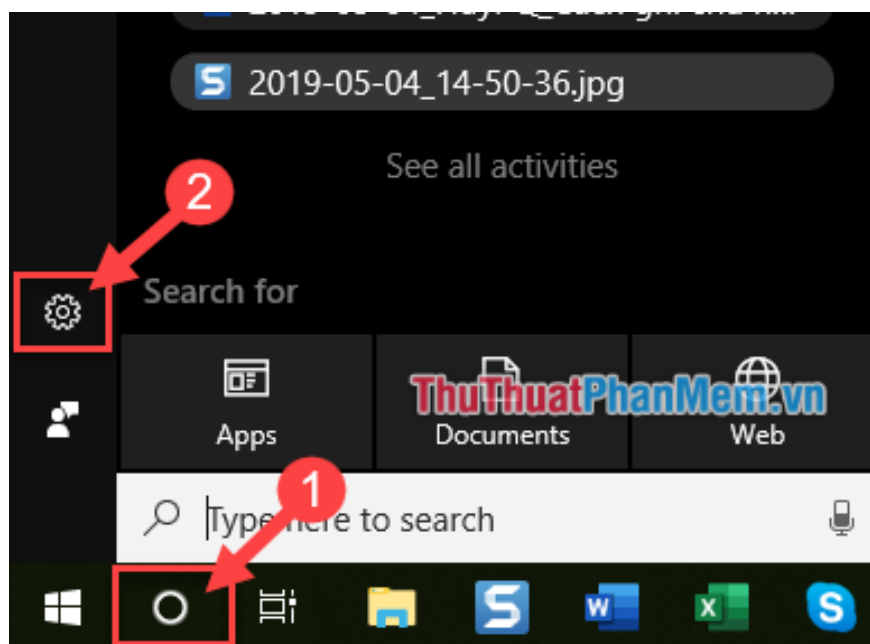 2019-05-04_14-50-36.jpg
See all activities
2
Search for
ThuThuatPhanMem.vn
Apps
Documents
Web
1
Type here to search